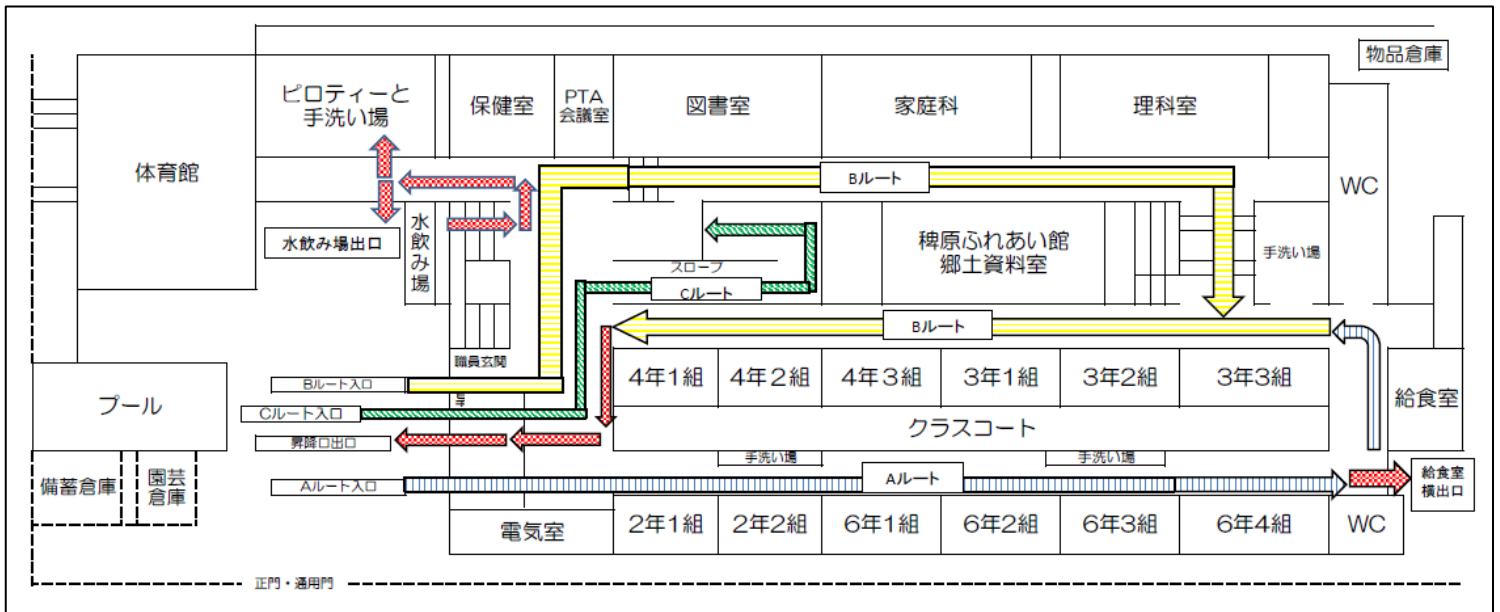 物品倉庫
ピロティーと
手洗い場
保健室
PTA
会議室
図書室
家庭科
理科室
体育館
Bルート
WC
水飲み場出口
水飲み場
稗原ふれあい館
郷土資料室
手洗い場
スロープ
Cルート
Bルート
職員玄関
4年1組
4年2組
4年3組
3年1組
3年2組
3年3組
給食室
プール
Bルート入口
Cルート入口
昇降口出口
クラスコート
手洗い場
手洗い場
備蓄倉庫
園芸
倉庫
Aルート入口
Aルート
給食室
横出口
電気室
2年1組
2年2組
6年1組
6年2組
6年3組
6年4組
WC
正門・通用門